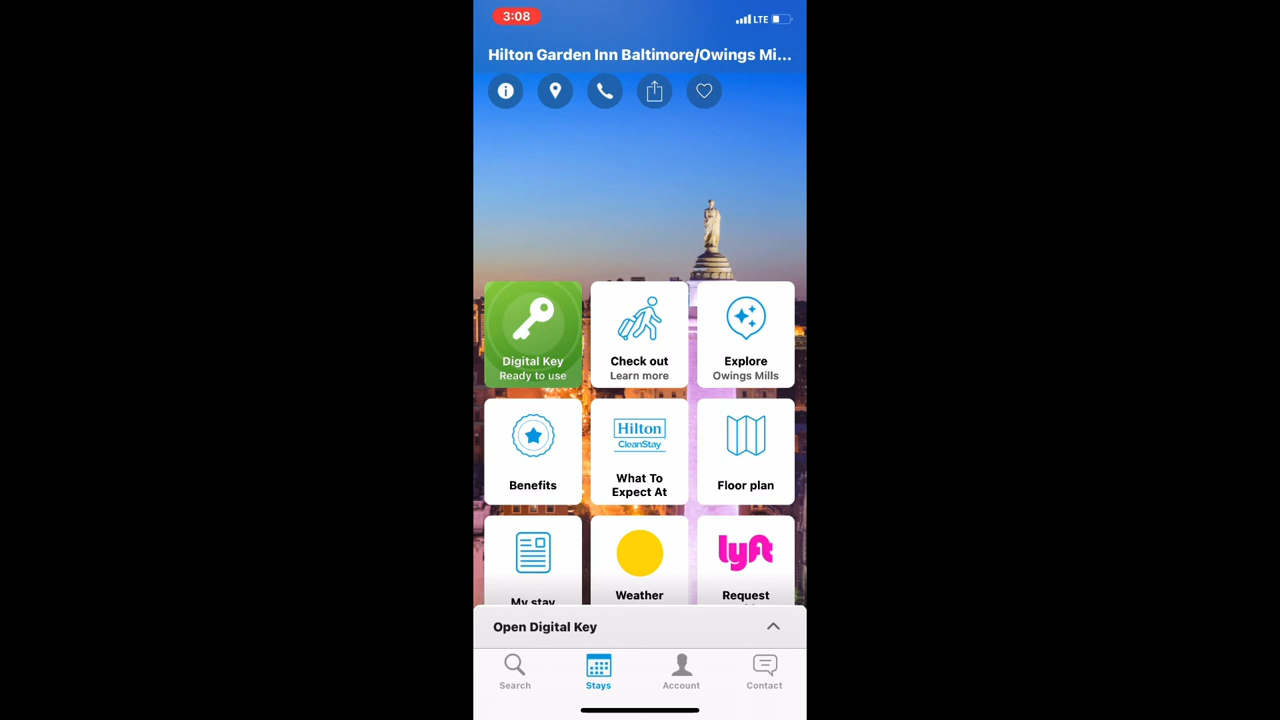 3:08
LTE
Hilton Garden Inn Baltimore/Owings Mi...
Digital Key
Ready to use
Check out
Learn more
Explore
Owings Mills
Benefits
Hilton
CleanStay
What To
Expect At
Floor plan
My stay
Weather
lyft
Request
Open Digital Key
Search
Stays
Account
Contact